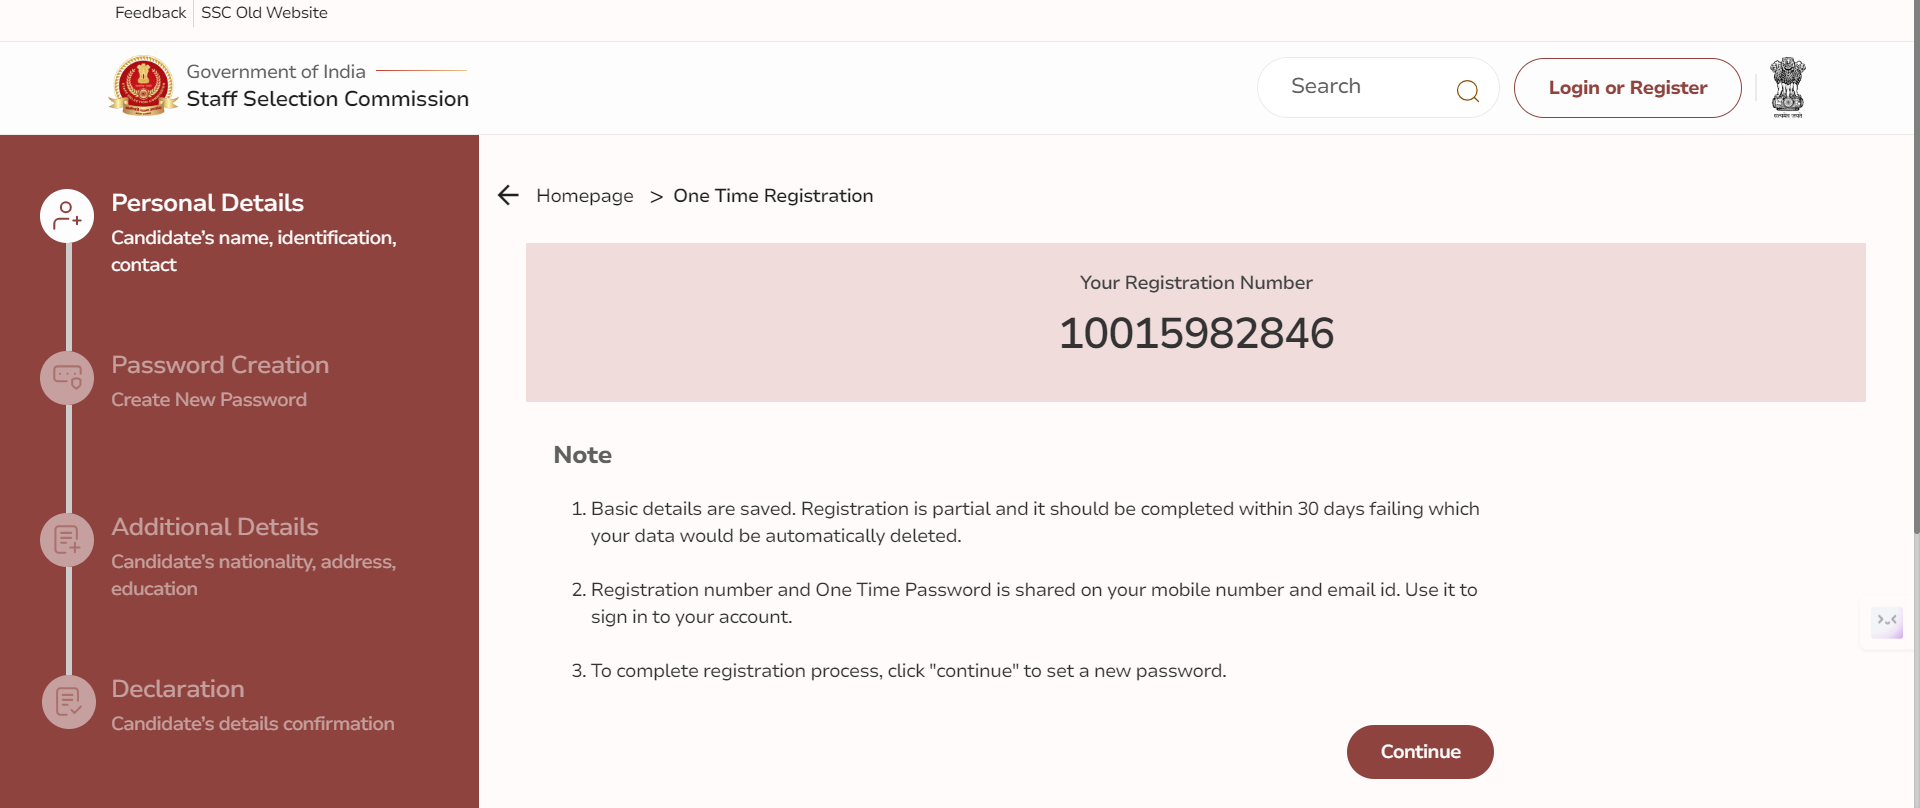 Feedback
SSC Old Website
Government of India
Staff Selection Commission
Search
Login or Register
सत्यमेव जयते
Personal Details
Candidate's name, identification,
contact
Password Creation
Create New Password
Additional Details
Candidate's nationality, address,
education
Declaration
Candidate's details confirmation
Homepage > One Time Registration
Your Registration Number
10015982846
Note
1. Basic details are saved. Registration is partial and it should be completed within 30 days failing which
your data would be automatically deleted.
2. Registration number and One Time Password is shared on your mobile number and email id. Use it to
sign in to your account.
3. To complete registration process, click "continue" to set a new password.
Continue